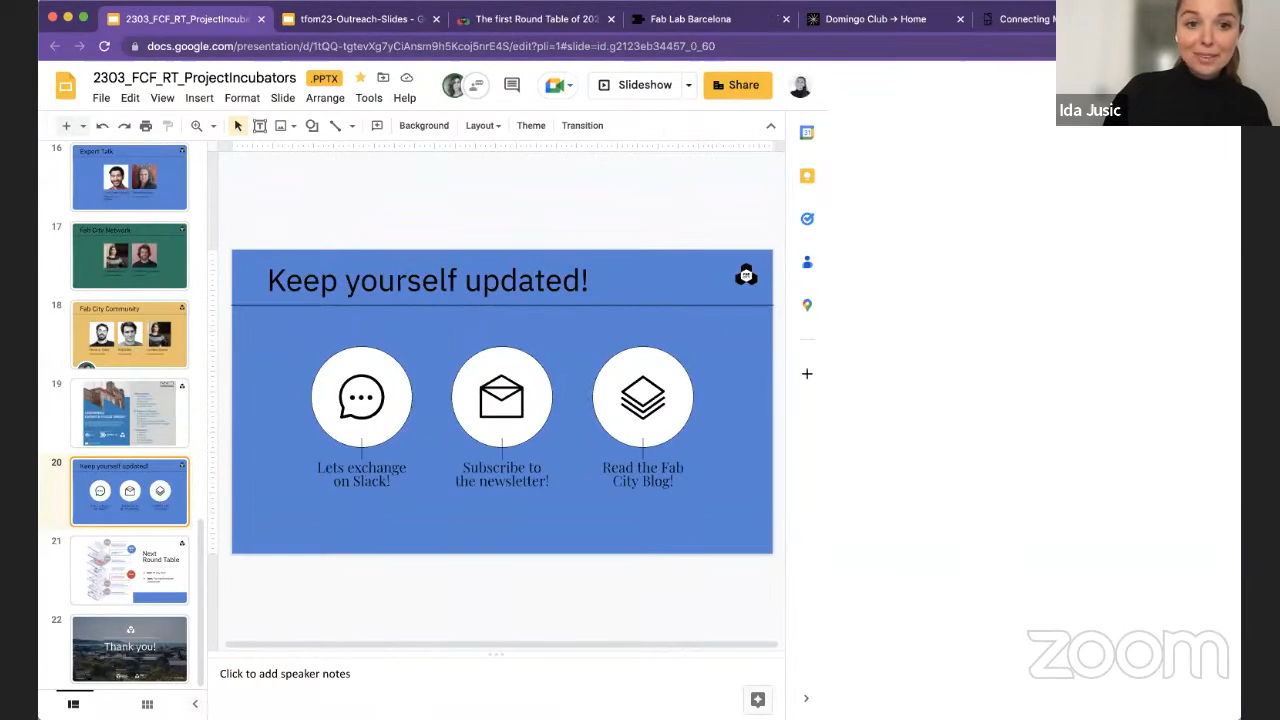 2303_FCF_RT_ProjectIncuba
tfom23-Outreach-Slides - G
The first Round Table of 202
Fab Lab Barcelona
Domingo Club → Home
Connecting M
docs.google.com/presentation/d/1tQQ-tgtevXg7yCiAnsm9h5Kcoj5nrE4S/edit?pli=1#slide=id.g2123eb34457_0_60
2303_FCF_RT_ProjectIncubators
.PPTX
Slideshow
Share
File Edit View Insert Format Slide Arrange Tools Help
Background
Layout
Theme
Transition
Ida Jusic
31
16
Expert Talk
17
Fab City Network
18
Fab City Community
19
20
Keep yourself updated!
21
Next
Round Table
22
Thank you!
Keep yourself updated!
Lets exchange
on Slack!
Subscribe to
the newsletter!
Read the Fab
City Blog!
Click to add speaker notes
zoom